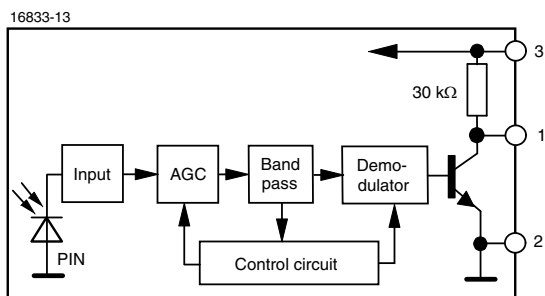 16833-13
3
30 kΩ
1
Input
AGC
Band
pass
Demo-
dulator
2
PIN
Control circuit